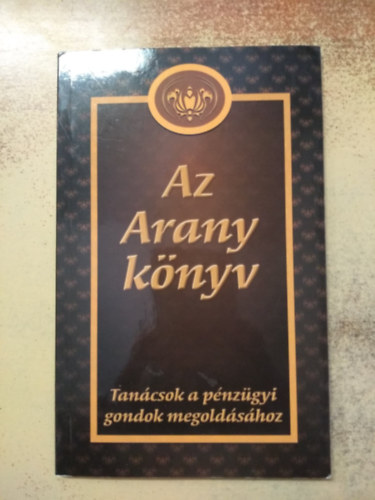 Az
Arany
könyv
Tanácsok a pénzügyi
gondok megoldásához